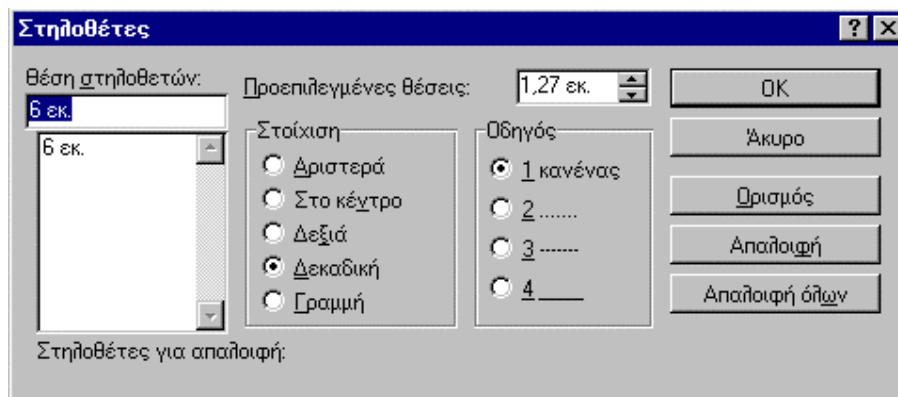 Στηλοθέτες
Θέση στηλοθετών:
6 εκ.
6 εκ.
Προεπιλεγμένες θέσεις:
1,27 εκ.
Στοίχιση
Αριστερά
Στο κέντρο
Δεξιά
Δεκαδική
Γραμμή
Οδηγός
1 κανένας
2 .......
3 -------
4 ____
OK
Άκυρο
Ορισμός
Απαλοιφή
Απαλοιφή όλων
Στηλοθέτες για απαλοιφή: